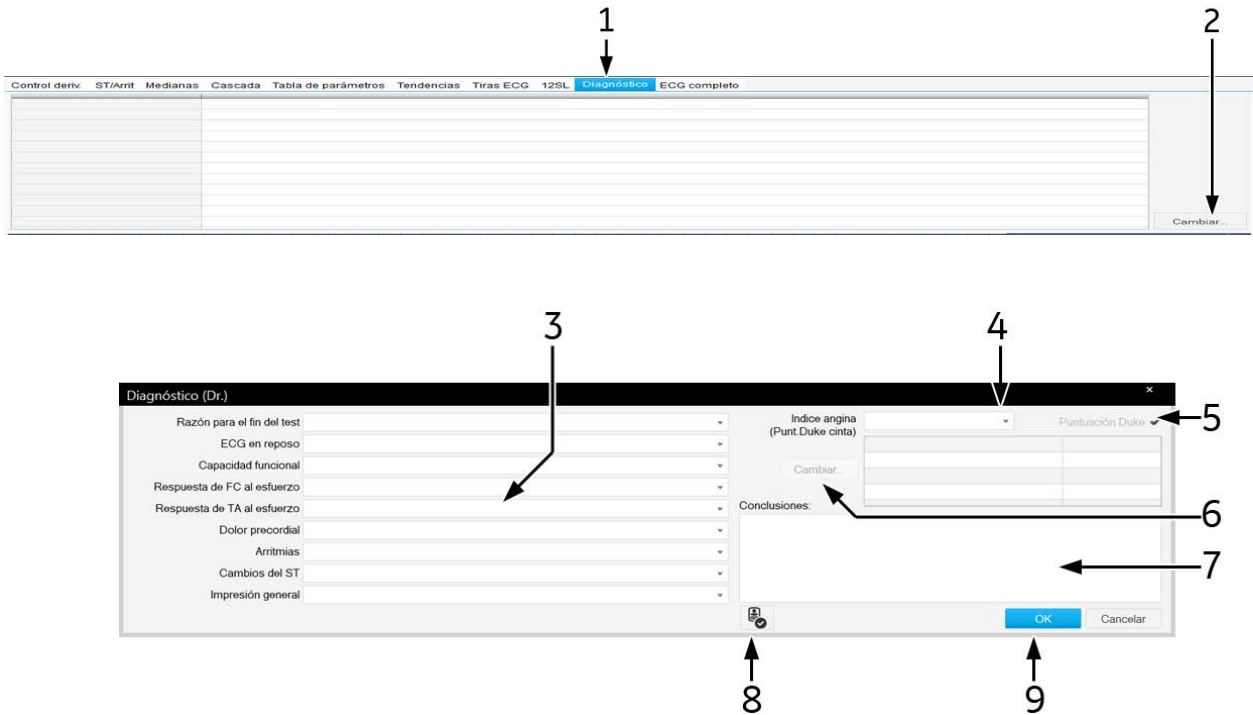 1 2
Control deriv. ST/Arrit Medianas Cascada Tabla de parámetros Tendencias Tiras ECG 12SL Diagnóstico ECG completo
Cambiar...
3 4
Diagnóstico (Dr.) ×
Razón para el fin del test
ECG en reposo
Capacidad funcional
Respuesta de FC al esfuerzo
Respuesta de TA al esfuerzo
Dolor precordial
Arritmias
Cambios del ST
Impresión general
Indice angina
(Punt.Duke cinta)
Puntuación Duke 5
Cambiar...
6
Conclusiones:
7
OK Cancelar
8 9